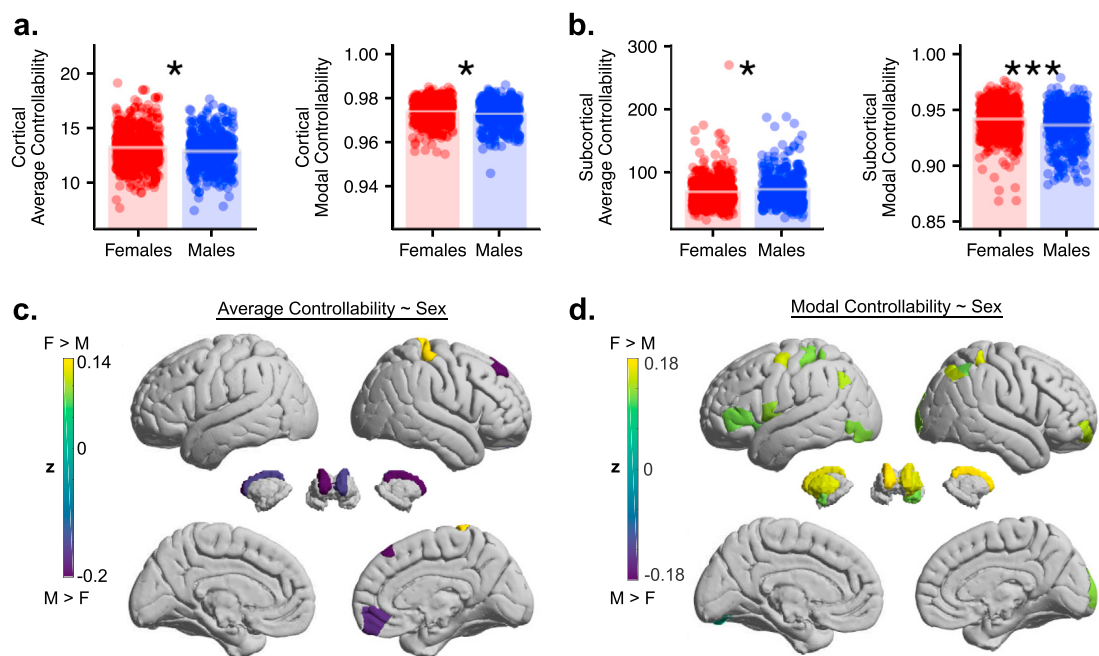 a.
Cortical
Average Controllability
20
15
10
Females
Males
*
Cortical
Modal Controllability
1.00
0.98
0.96
0.94
Females
Males
*
b.
Subcortical
Average Controllability
300
200
100
Females
Males
*
Subcortical
Modal Controllability
1.00
0.95
0.90
0.85
Females
Males
***
c.
Average Controllability ~ Sex
F > M
0.14
0
z
-0.2
M > F
d.
Modal Controllability ~ Sex
F > M
0.18
0
z
-0.18
M > F